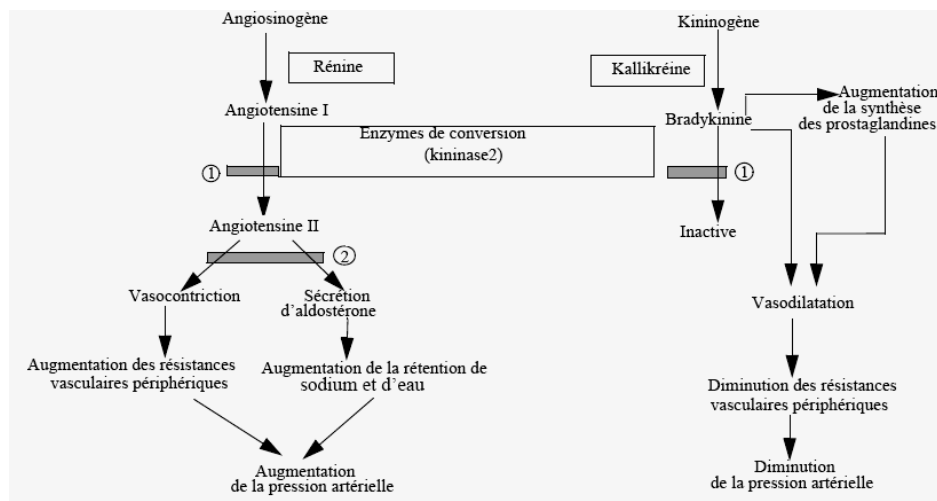 Angiosinogène
Rénine
Angiotensine I
Kininogène
Kallikréine
Bradykinine
Augmentation
de la synthèse
des prostaglandines
Enzymes de conversion
(kininase2)
1
1
Angiotensine II
Inactive
2
Vasocontriction
Sécrétion
d'aldostérone
Vasodilatation
Augmentation des résistances
vasculaires périphériques
Augmentation de la rétention de
sodium et d'eau
Diminution des résistances
vasculaires périphériques
Augmentation
de la pression artérielle
Diminution
de la pression artérielle